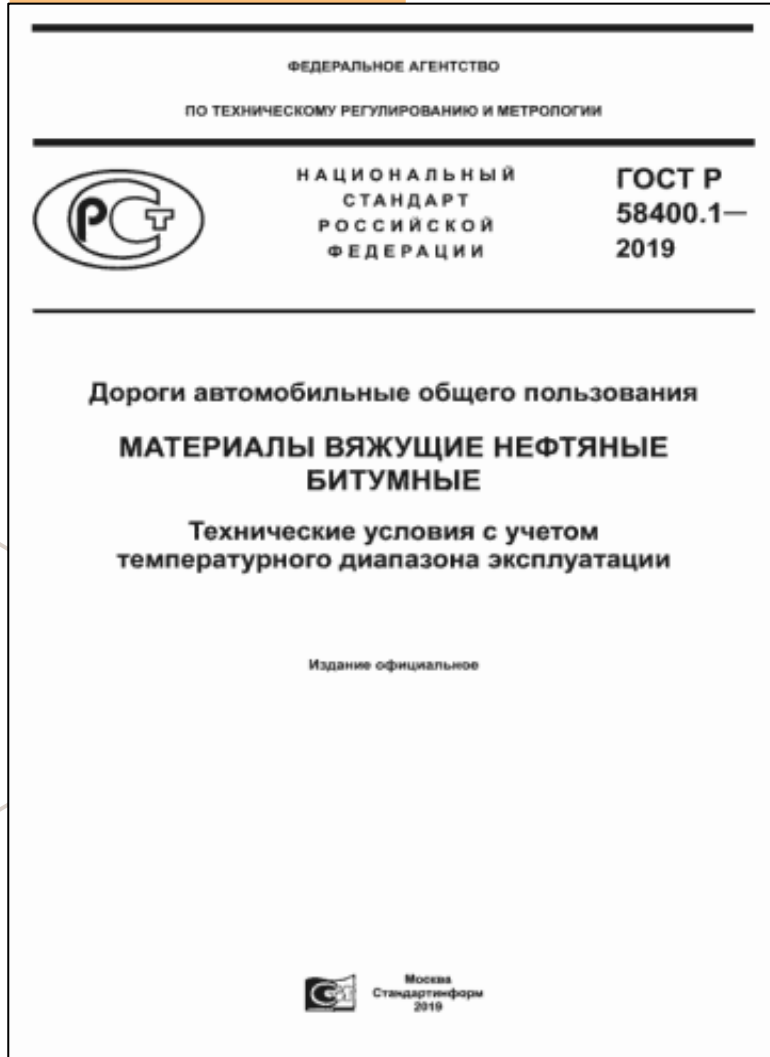 ФЕДЕРАЛЬНОЕ АГЕНТСТВО
ПО ТЕХНИЧЕСКОМУ РЕГУЛИРОВАНИЮ И МЕТРОЛОГИИ
РСТ
НАЦИОНАЛЬНЫЙ
СТАНДАРТ
РОССИЙСКОЙ
ФЕДЕРАЦИИ
ГОСТ Р
58400.1—
2019
Дороги автомобильные общего пользования
МАТЕРИАЛЫ ВЯЖУЩИЕ НЕФТЯНЫЕ
БИТУМНЫЕ
Технические условия с учетом
температурного диапазона эксплуатации
Издание официальное
Москва
Стандартинформ
2019